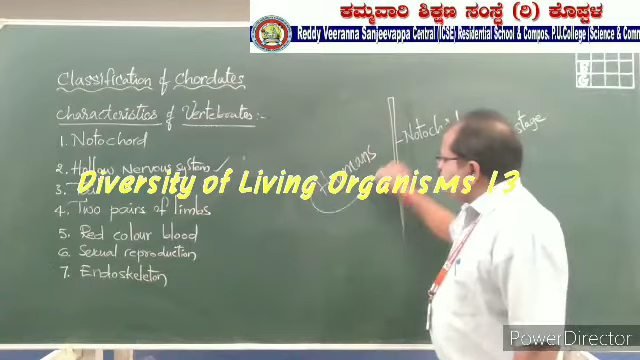 ಕಮ್ಮವಾರಿ ಶಿಕ್ಷಣ ಸಂಸ್ಥೆ (ರಿ) ಕೊಪ್ಪಳ
Reddy Veeranna Sanjeevappa Central (ICSE) Residential School & Compos. P.U.College (Science & Comm
Classification of Chordates
Characteristics of Vertebrates:-
1. Notochord
2. Hollow Nervous system ✓
3.
4. Two pairs of limbs
5. Red colour blood
6. Sexual reproduction
7. Endoskeleton
- Notoch
stage
Diversity of Living Organisms 13
PowerDirector